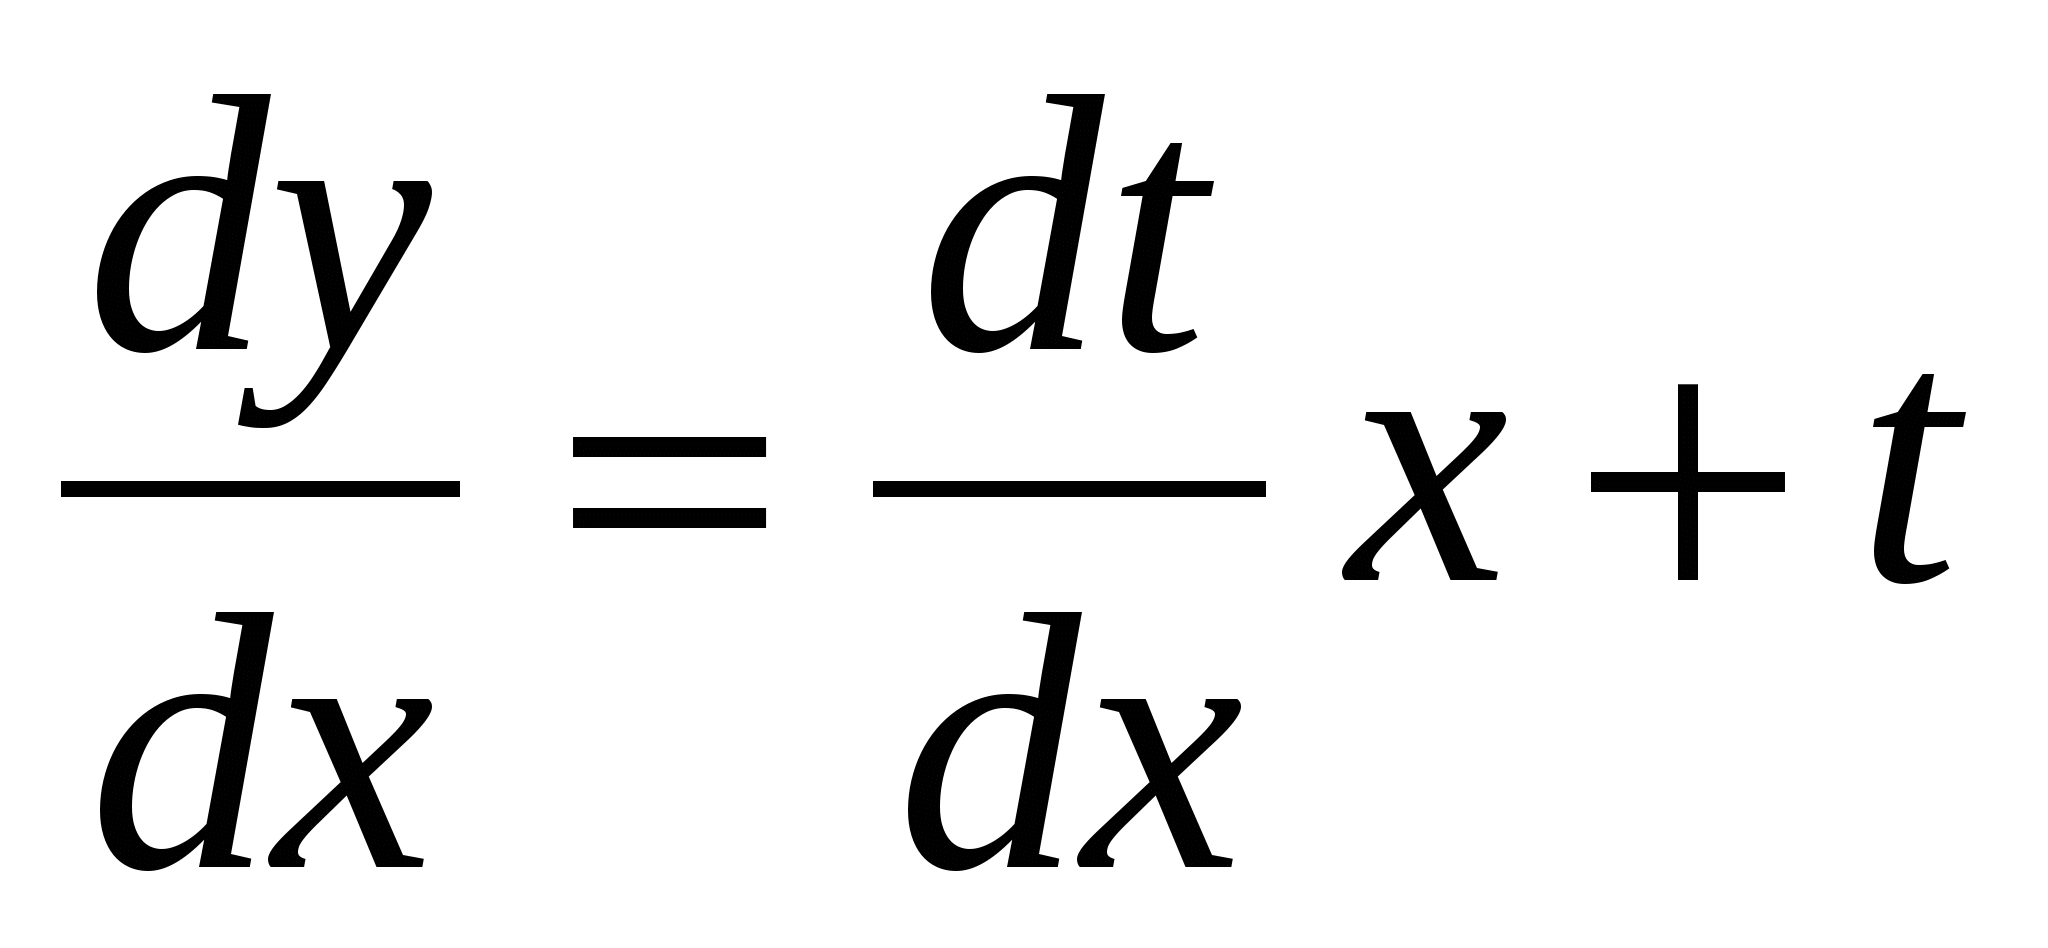 dy/dx = dt/dx x + t